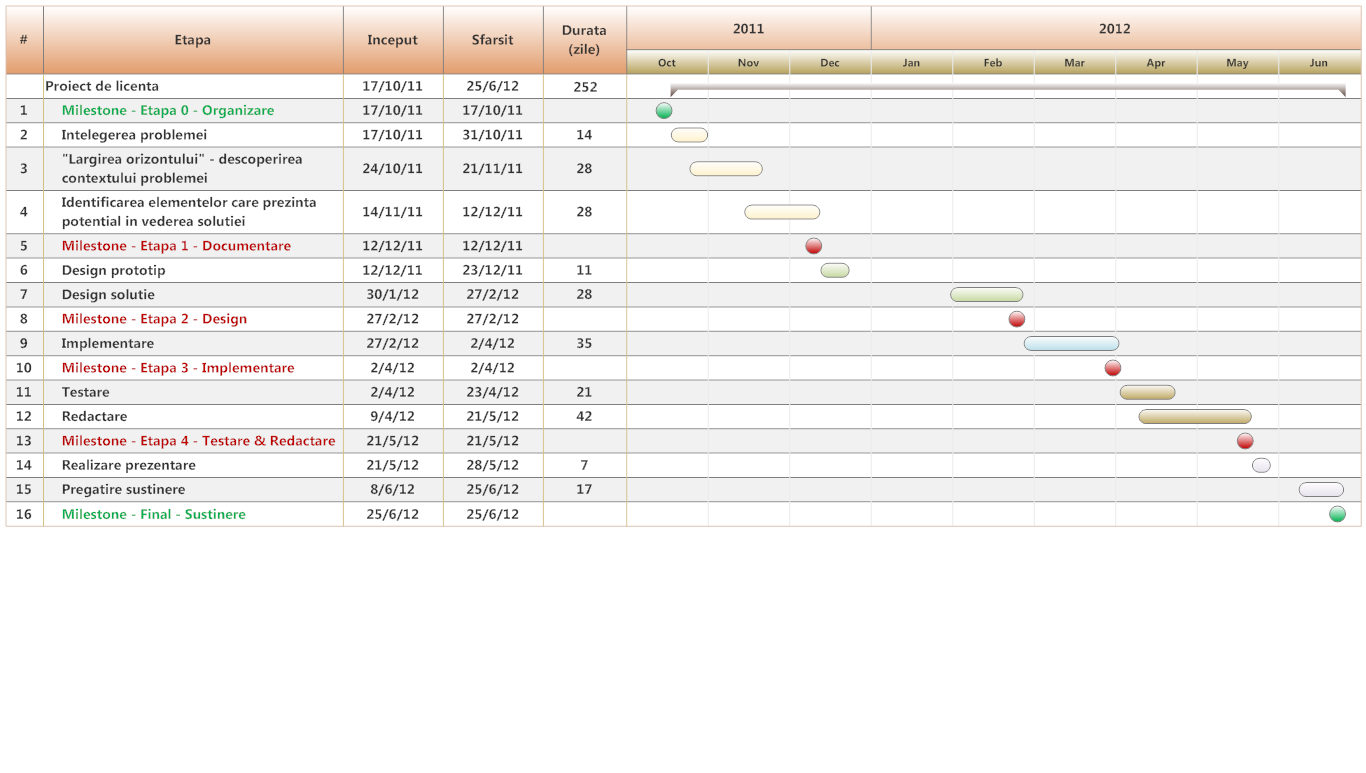 # Etapa Inceput Sfarsit Durata (zile) 2011 2012
Oct Nov Dec Jan Feb Mar Apr May Jun
Proiect de licenta 17/10/11 25/6/12 252
1 Milestone - Etapa 0 - Organizare 17/10/11 17/10/11
2 Intelegerea problemei 17/10/11 31/10/11 14
3 "Largirea orizontului" - descoperirea
contextului problemei 24/10/11 21/11/11 28
4 Identificarea elementelor care prezinta
potential in vederea solutiei 14/11/11 12/12/11 28
5 Milestone - Etapa 1 - Documentare 12/12/11 12/12/11
6 Design prototip 12/12/11 23/12/11 11
7 Design solutie 30/1/12 27/2/12 28
8 Milestone - Etapa 2 - Design 27/2/12 27/2/12
9 Implementare 27/2/12 2/4/12 35
10 Milestone - Etapa 3 - Implementare 2/4/12 2/4/12
11 Testare 2/4/12 23/4/12 21
12 Redactare 9/4/12 21/5/12 42
13 Milestone - Etapa 4 - Testare & Redactare 21/5/12 21/5/12
14 Realizare prezentare 21/5/12 28/5/12 7
15 Pregatire sustinere 8/6/12 25/6/12 17
16 Milestone - Final - Sustinere 25/6/12 25/6/12